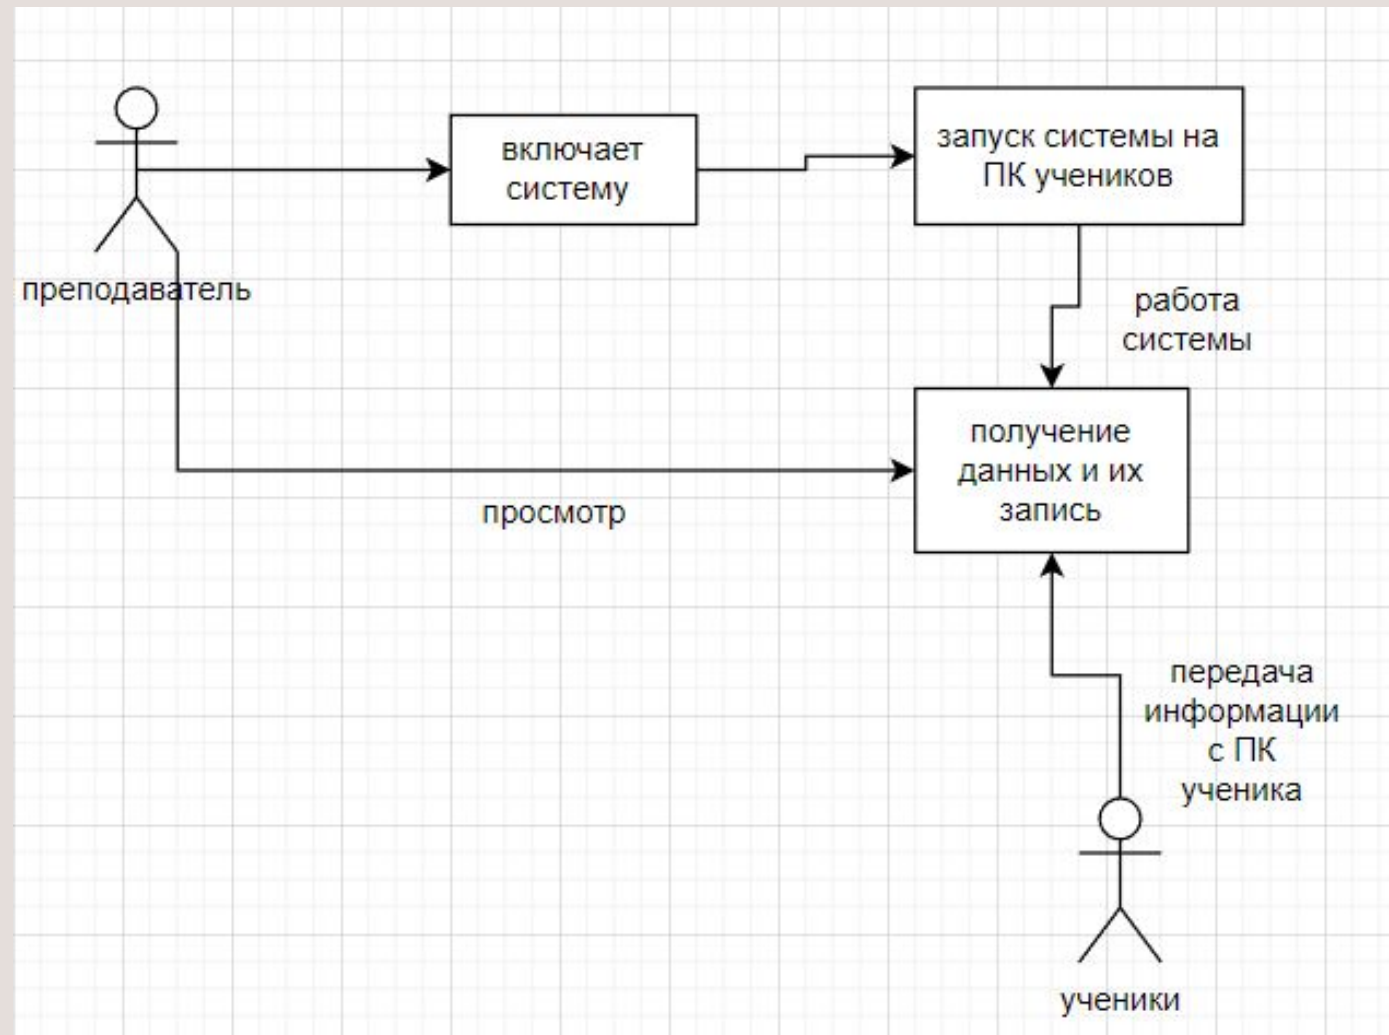 включает
систему
запуск системы на
ПК учеников
преподаватель
работа
системы
получение
данных и их
запись
просмотр
передача
информации
с ПК
ученика
ученики